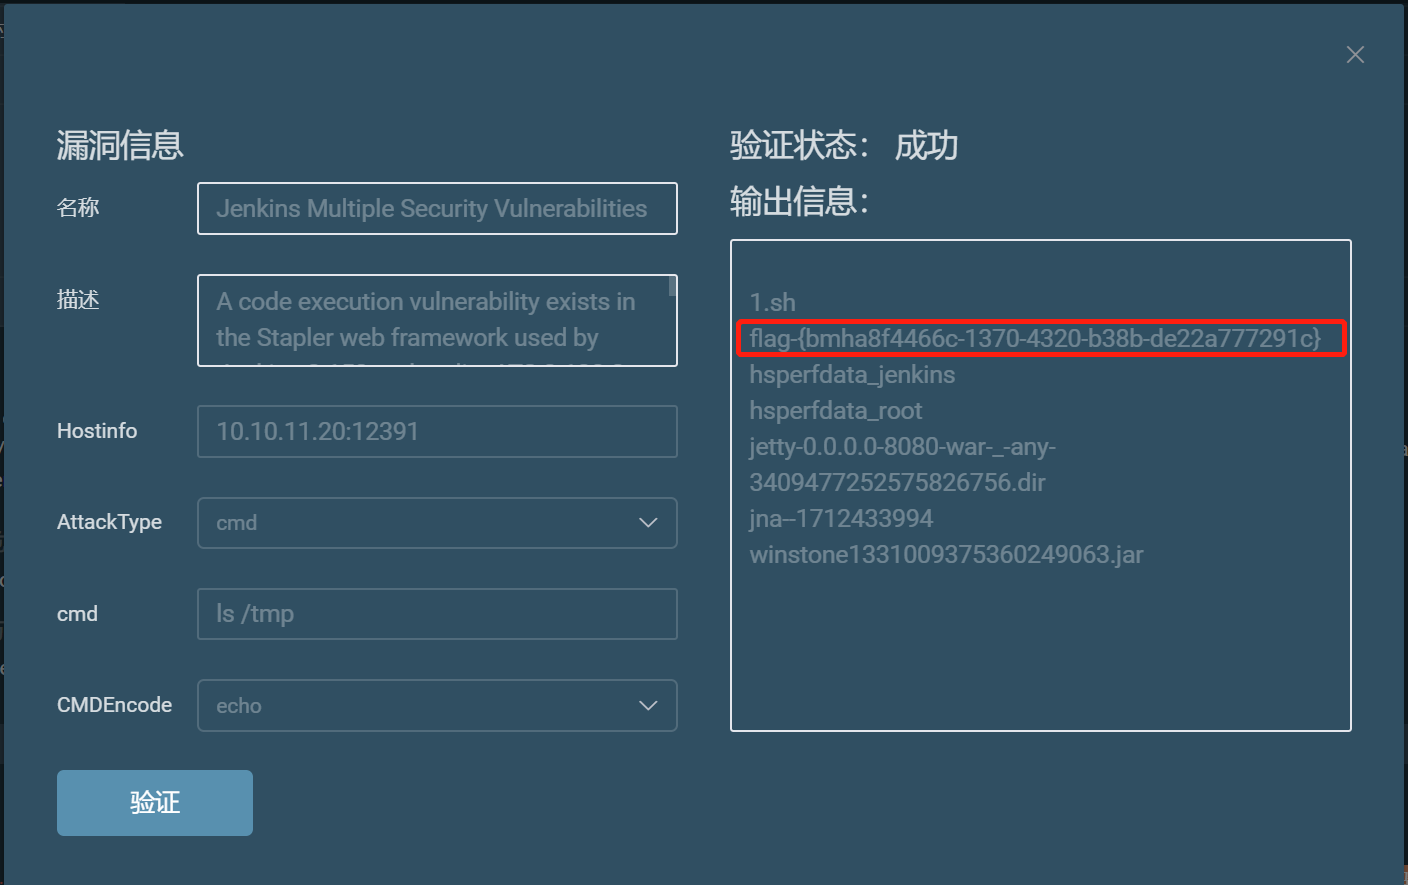 漏洞信息
名称
Jenkins Multiple Security Vulnerabilities
描述
A code execution vulnerability exists in
the Stapler web framework used by
Hostinfo
10.10.11.20:12391
AttackType
cmd
cmd
ls /tmp
CMDEncode
echo
验证
验证状态： 成功
输出信息：
1.sh
flag-{bmha8f4466c-1370-4320-b38b-de22a777291c}
hsperfdata_jenkins
hsperfdata_root
jetty-0.0.0.0-8080-war-_-any-
3409477252575826756.dir
jna--1712433994
winstone1331009375360249063.jar